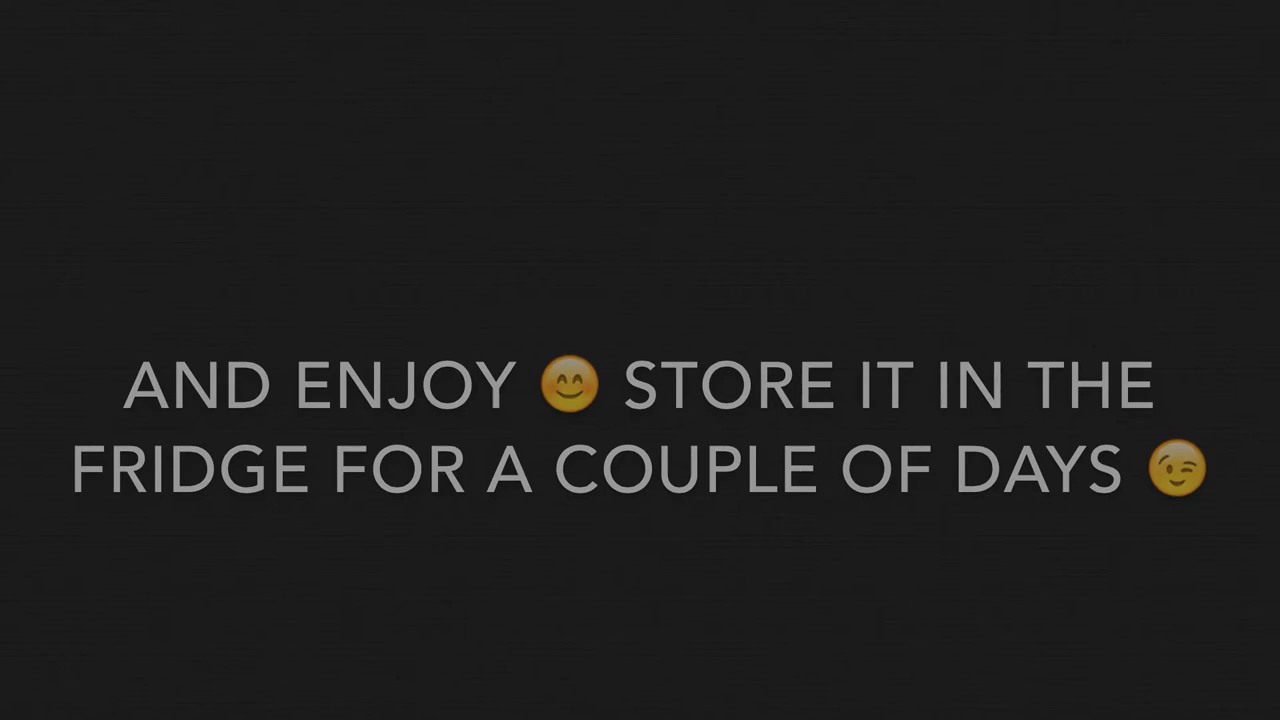 AND ENJOY 😊 STORE IT IN THE
FRIDGE FOR A COUPLE OF DAYS 😉